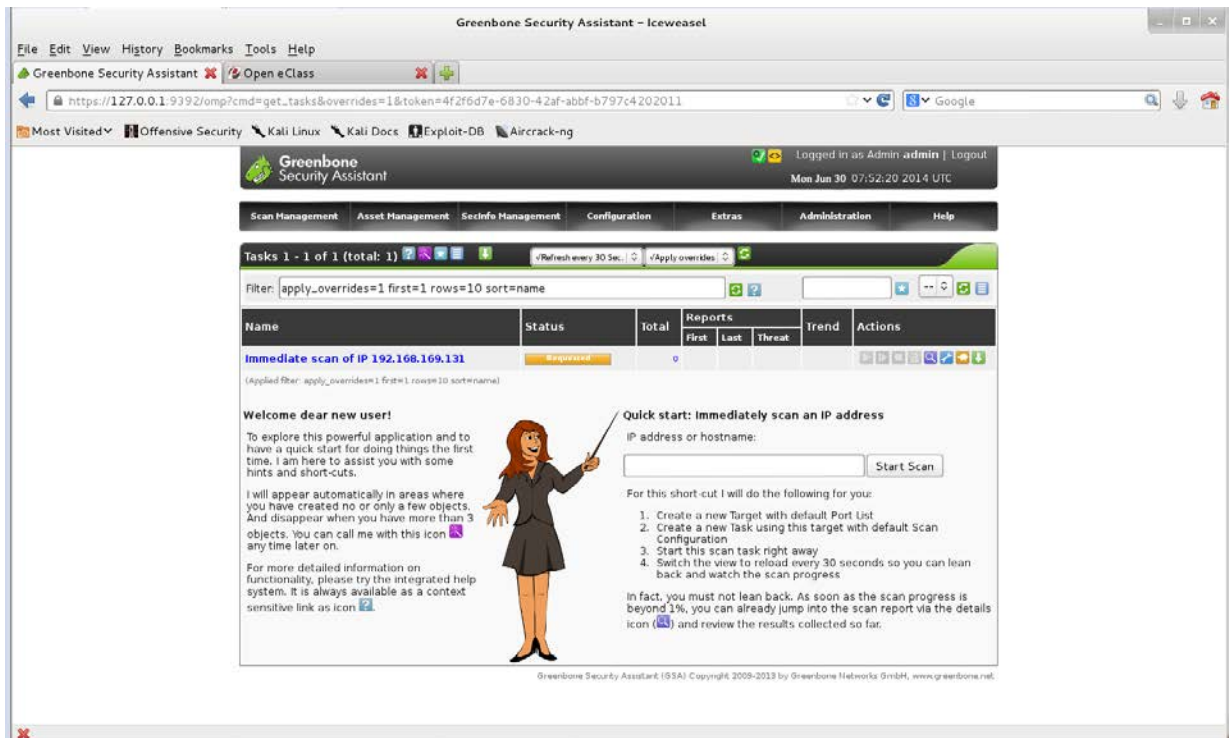 Greenbone Security Assistant – Iceweasel
File Edit View History Bookmarks Tools Help
Greenbone Security Assistant
Open eClass
https://127.0.0.1:9392/omp?cmd=get_tasks&overrides=1&token=4f2f6d7e-6830-42af-abbf-b797c4202011
Google
Most Visited
Offensive Security
Kali Linux
Kali Docs
Exploit-DB
Aircrack-ng
Greenbone
Security Assistant
Logged in as Admin admin | Logout
Mon Jun 30 07:52:20 2014 UTC
Scan Management
Asset Management
SecInfo Management
Configuration
Extras
Administration
Help
Tasks 1 - 1 of 1 (total: 1)
√Refresh every 30 Sec.
√Apply overrides
Filter: apply_overrides=1 first=1 rows=10 sort=name
--
Name
Status
Total
Reports
First
Last
Threat
Trend
Actions
Immediate scan of IP 192.168.169.131
Requested
0
(Applied filter: apply_overrides=1 first=1 rows=10 sort=name)
Welcome dear new user!
To explore this powerful application and to
have a quick start for doing things the first
time, I am here to assist you with some
hints and short-cuts.
I will appear automatically in areas where
you have created no or only a few objects.
And disappear when you have more than 3
objects. You can call me with this icon
any time later on.
For more detailed information on
functionality, please try the integrated help
system. It is always available as a context
sensitive link as icon .
Quick start: Immediately scan an IP address
IP address or hostname:
Start Scan
For this short-cut I will do the following for you:
1. Create a new Target with default Port List
2. Create a new Task using this target with default Scan
Configuration
3. Start this scan task right away
4. Switch the view to reload every 30 seconds so you can lean
back and watch the scan progress
In fact, you must not lean back. As soon as the scan progress is
beyond 1%, you can already jump into the scan report via the details
icon () and review the results collected so far.
Greenbone Security Assistant (GSA) Copyright 2009-2013 by Greenbone Networks GmbH, www.greenbone.net